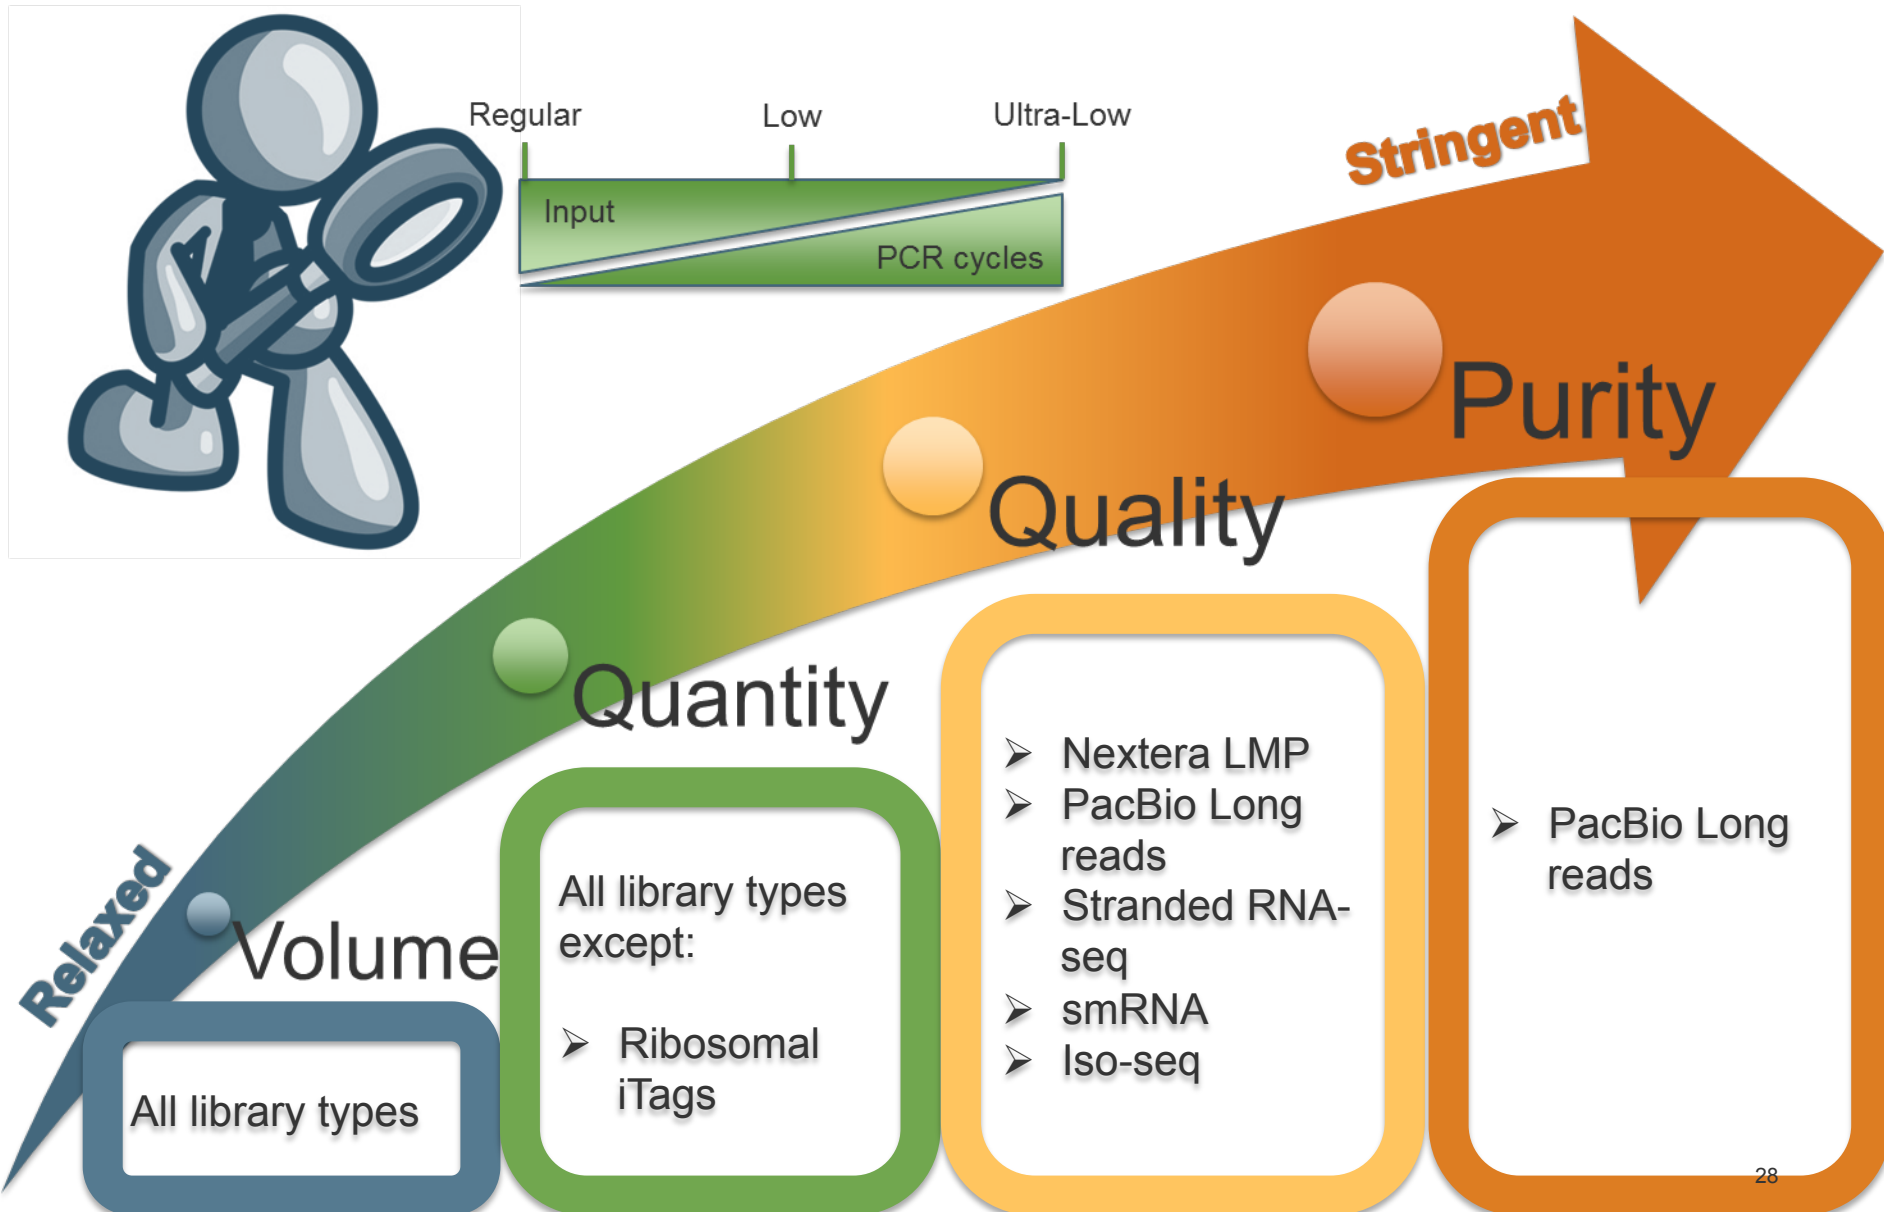 Regular
Low
Ultra-Low
Input
PCR cycles
Stringent
Purity
Quality
Quantity
Volume
Relaxed
All library types
All library types
except:
➢ Ribosomal
iTags
➢ Nextera LMP
➢ PacBio Long
reads
➢ Stranded RNA-
seq
➢ smRNA
➢ Iso-seq
➢ PacBio Long
reads
28